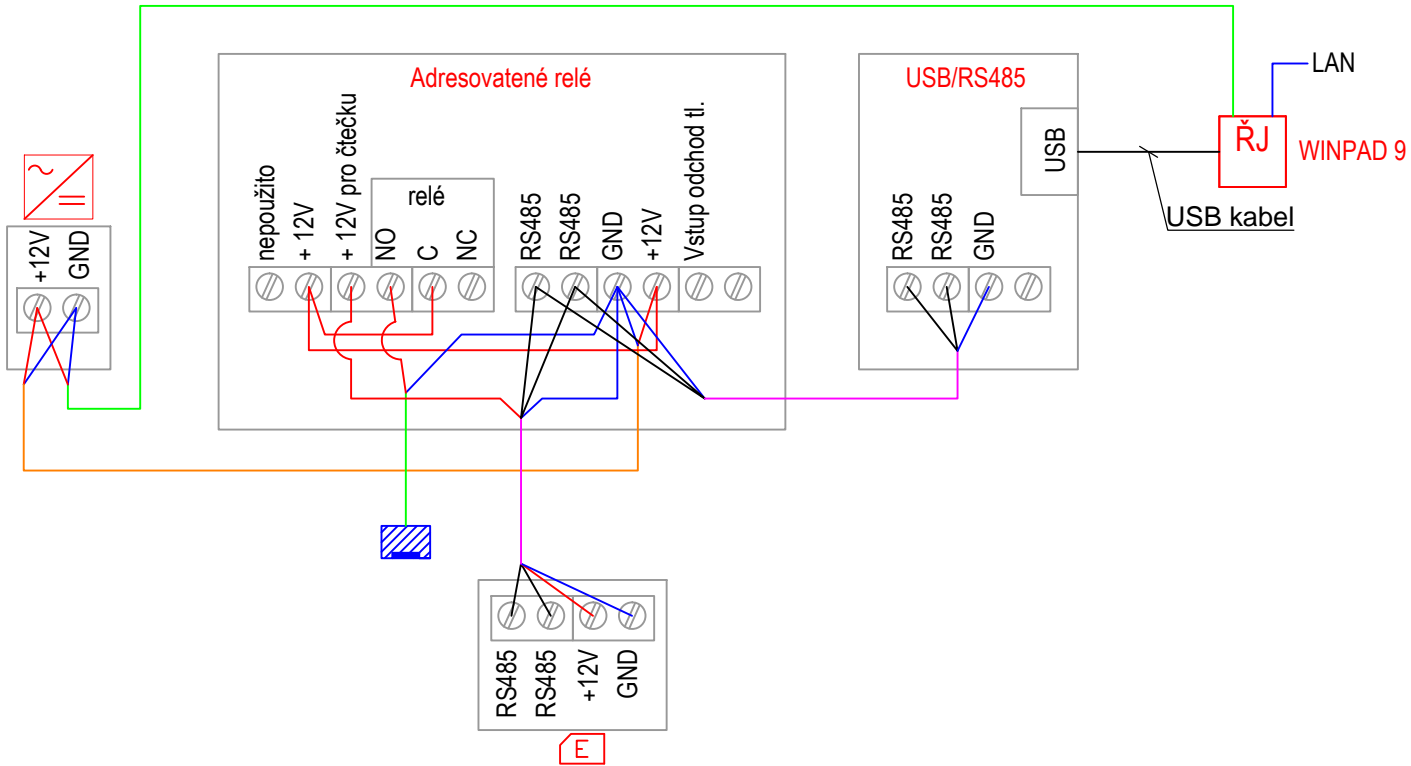 Adresovatené relé
USB/RS485
LAN
ŘJ
WINPAD 9
USB
USB kabel
+12V
GND
nepoužito
+ 12V
+ 12V pro čtečku
relé
NO
C
NC
RS485
RS485
GND
+12V
Vstup odchod tl.
RS485
RS485
GND
RS485
RS485
+12V
GND
E